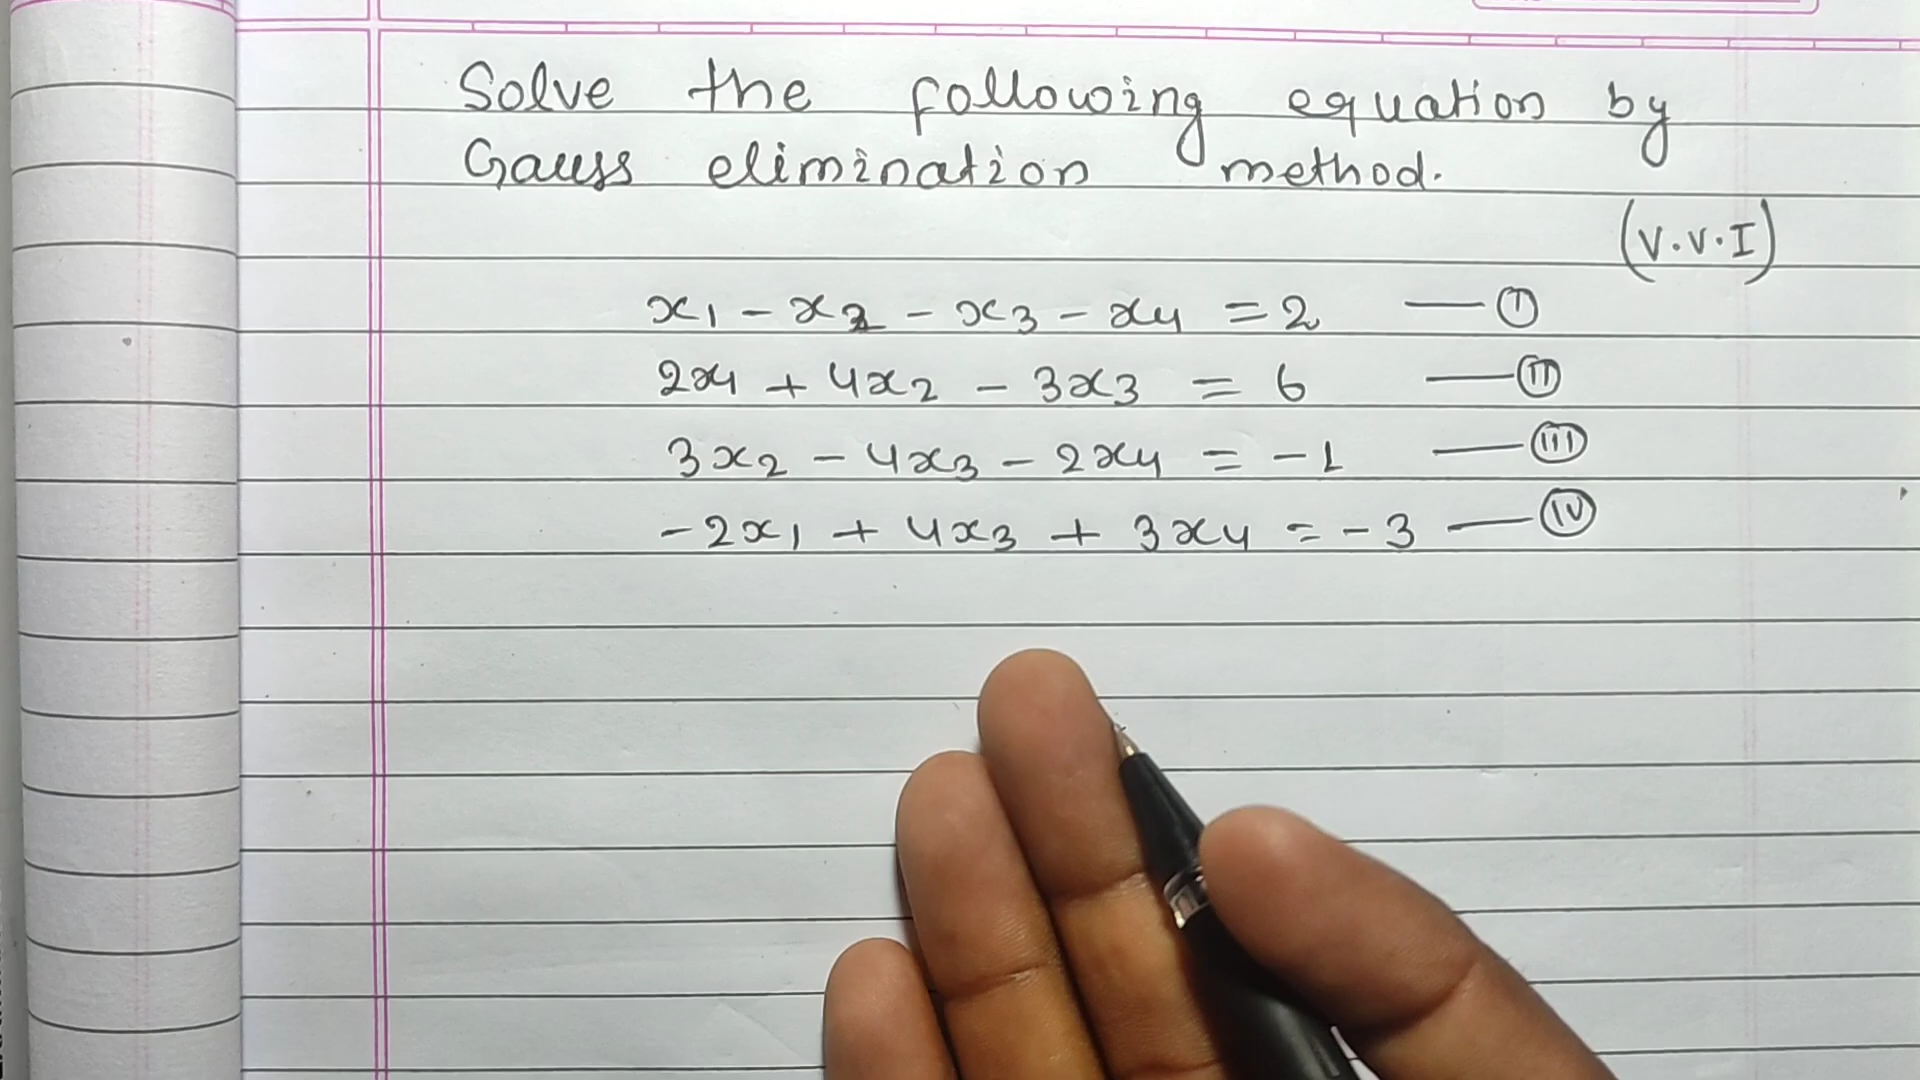 Solve the following equation by
Gauss elimination method.
(V.V.I)
x₁ - x₂ - x₃ - x₄ = 2 — I
2x₁ + 4x₂ - 3x₃ = 6 — II
3x₂ - 4x₃ - 2x₄ = -1 — III
-2x₁ + 4x₃ + 3x₄ = -3 — IV